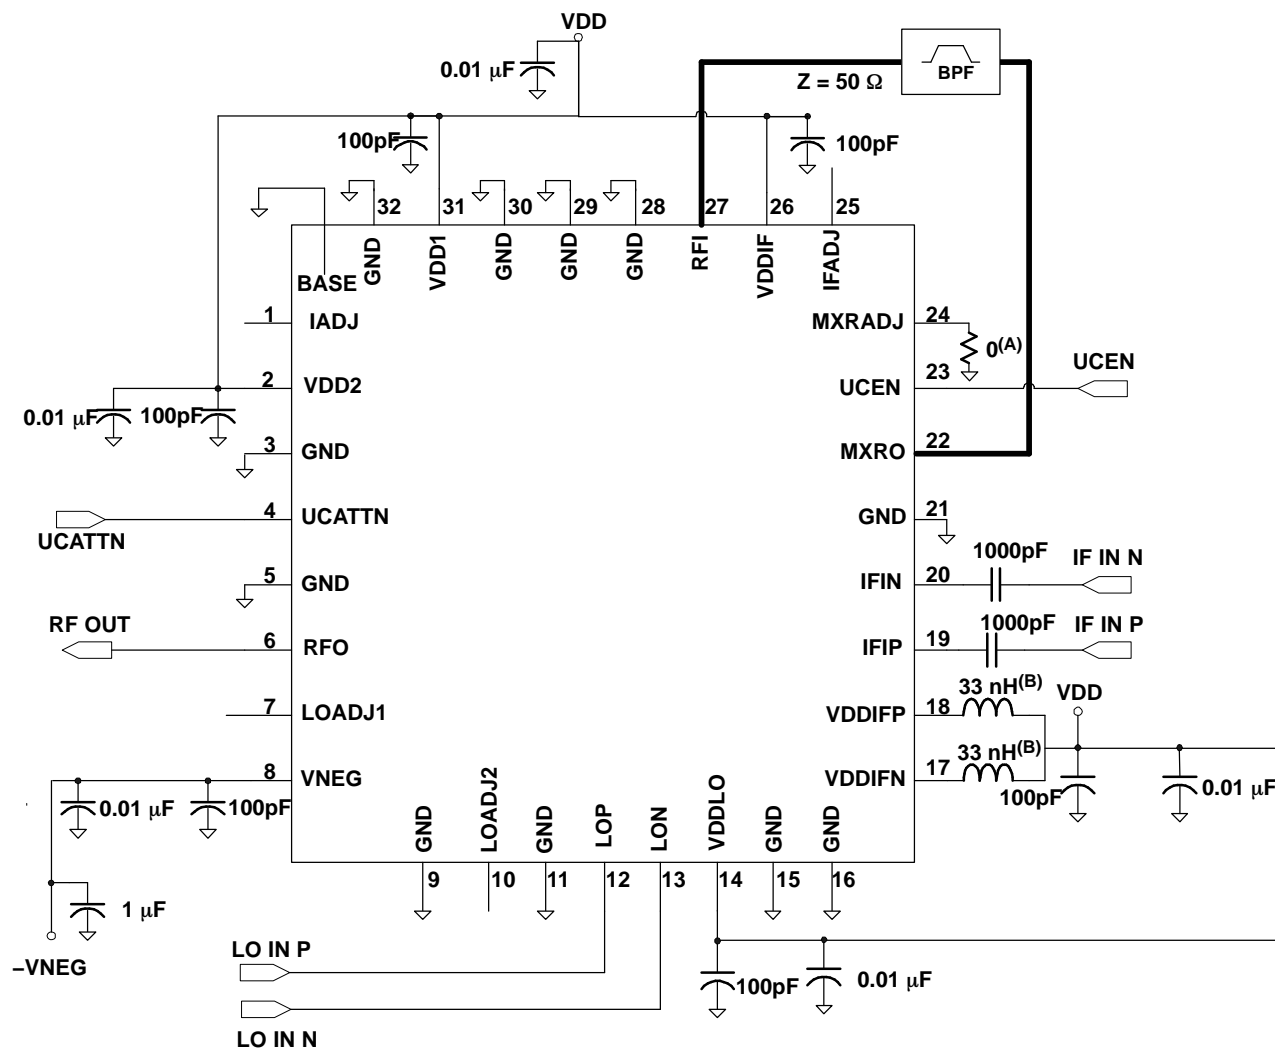 VDD
0.01 μF
Z = 50 Ω
BPF
100pF
100pF
32
31
30
29
28
27
26
25
GND
VDD1
GND
GND
GND
RFI
VDDIF
IFADJ
BASE
1
IADJ
MXRADJ
24
0(A)
UCEN
2
VDD2
UCEN
23
0.01 μF
100pF
3
GND
MXRO
22
4
UCATTN
GND
21
UCATTN
1000pF
IF IN N
5
GND
IFIN
20
RF OUT
1000pF
IF IN P
6
RFO
IFIP
19
33 nH(B)
VDD
7
LOADJ1
VDDIFP
18
33 nH(B)
8
VNEG
VDDIFN
17
0.01 μF
100pF
100pF
0.01 μF
GND
LOADJ2
GND
LOP
LON
VDDLO
GND
GND
9
10
11
12
13
14
15
16
1 μF
–VNEG
LO IN P
100pF
0.01 μF
LO IN N